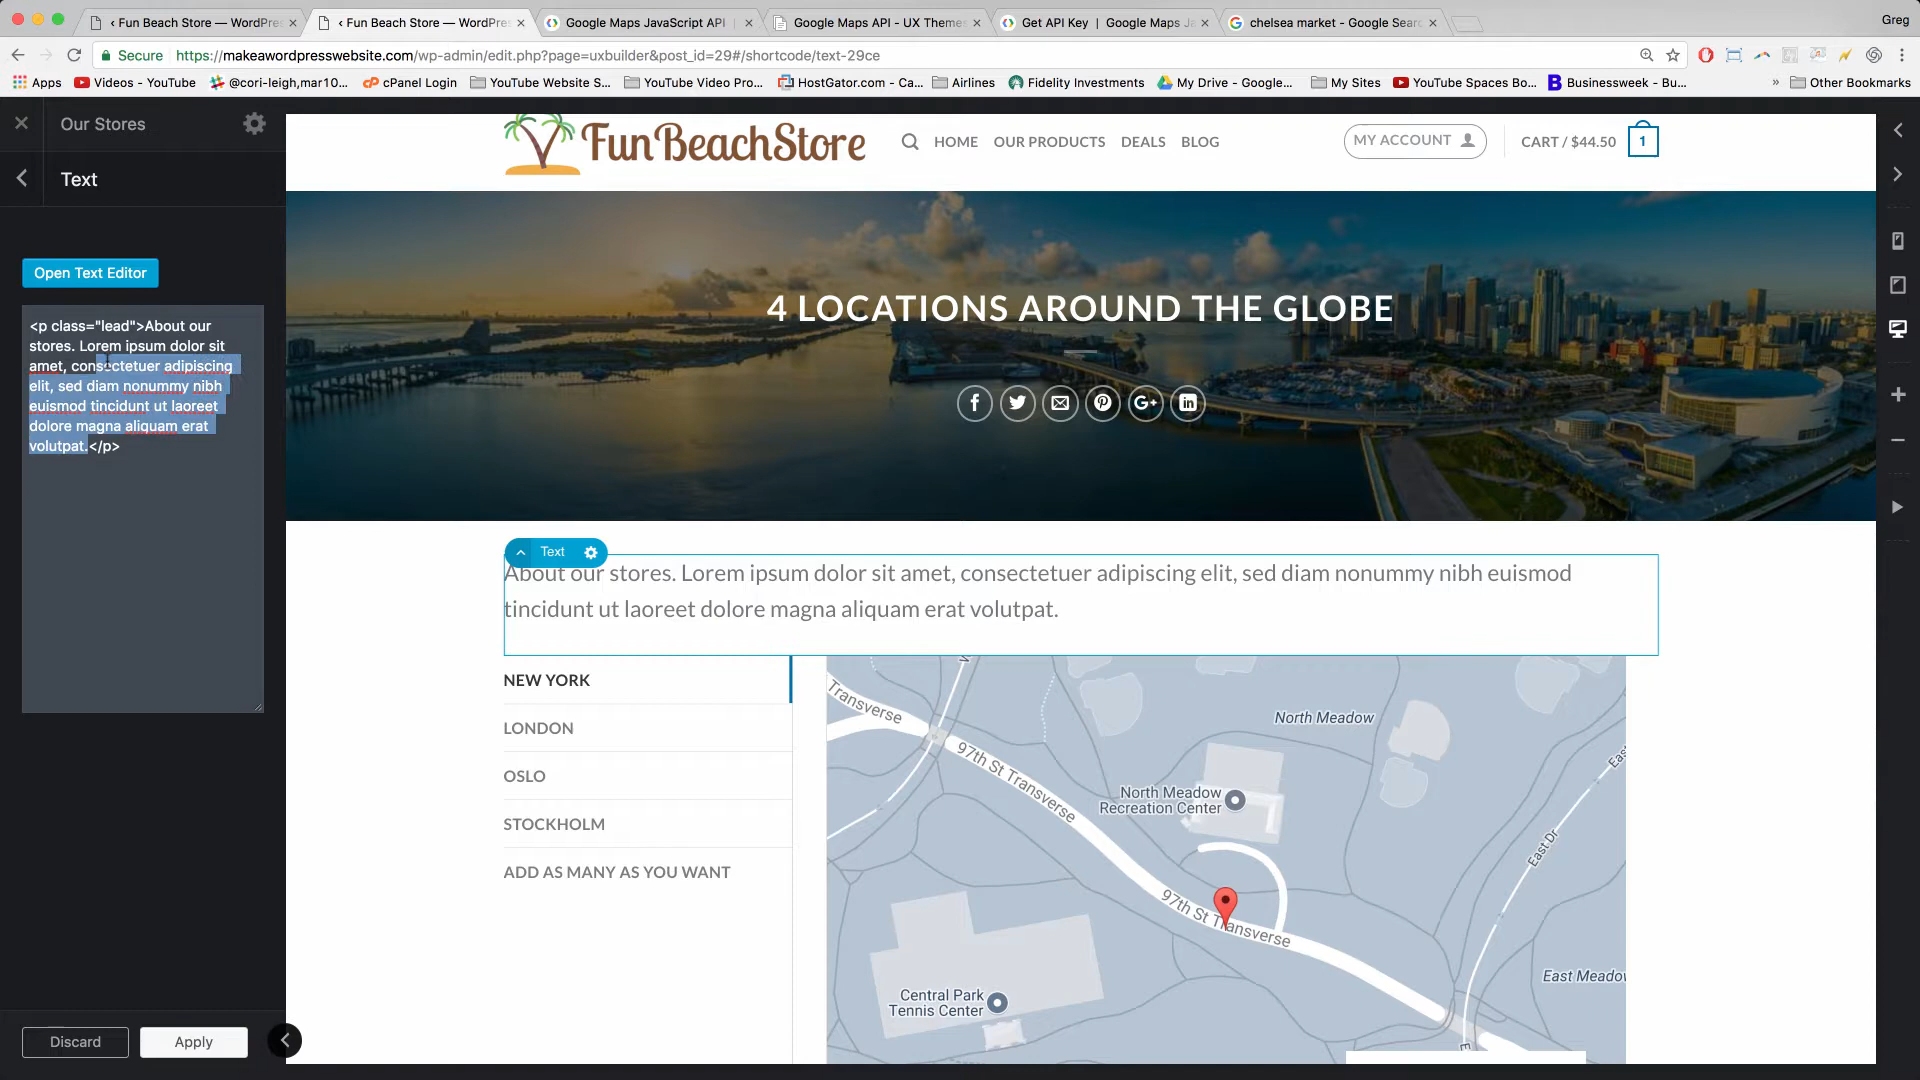 ‹ Fun Beach Store — WordPres
‹ Fun Beach Store — WordPres
Google Maps JavaScript API
Google Maps API - UX Themes
Get API Key | Google Maps Ja
chelsea market - Google Searc
Greg
Secure https://makeawordpresswebsite.com/wp-admin/edit.php?page=uxbuilder&post_id=29#/shortcode/text-29ce
Apps Videos - YouTube @cori-leigh,mar10... cPanel Login YouTube Website S... YouTube Video Pro... HostGator.com - Ca... Airlines Fidelity Investments My Drive - Google... My Sites YouTube Spaces Bo... Businessweek - Bu... » Other Bookmarks
Our Stores
Text
Open Text Editor
<p class="lead">About our
stores. Lorem ipsum dolor sit
amet, consectetuer adipiscing
elit, sed diam nonummy nibh
euismod tincidunt ut laoreet
dolore magna aliquam erat
volutpat.</p>
Discard
Apply
FunBeachStore
HOME OUR PRODUCTS DEALS BLOG
MY ACCOUNT
CART / $44.50
1
4 LOCATIONS AROUND THE GLOBE
Text
About our stores. Lorem ipsum dolor sit amet, consectetuer adipiscing elit, sed diam nonummy nibh euismod
tincidunt ut laoreet dolore magna aliquam erat volutpat.
NEW YORK
LONDON
OSLO
STOCKHOLM
ADD AS MANY AS YOU WANT
Transverse
97th St Transverse
North Meadow
North Meadow
Recreation Center
East Dr
97th St Transverse
Central Park
Tennis Center
East Meadow